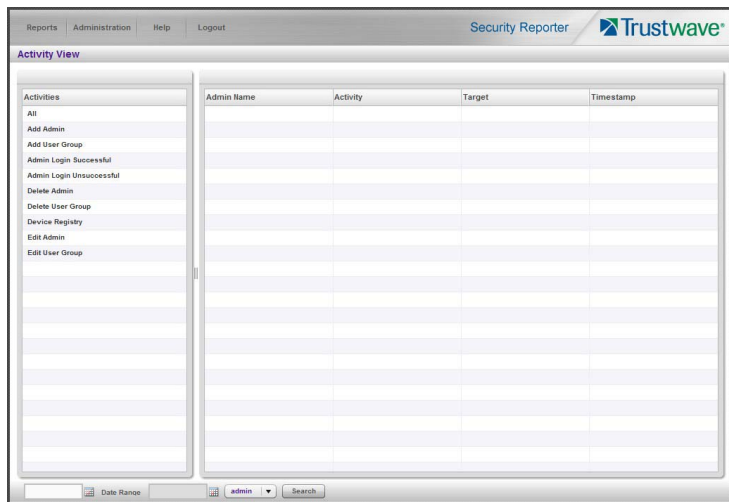 Reports Administration Help Logout Security Reporter Trustwave®
Activity View
Activities
All
Add Admin
Add User Group
Admin Login Successful
Admin Login Unsuccessful
Delete Admin
Delete User Group
Device Registry
Edit Admin
Edit User Group
Admin Name Activity Target Timestamp
Date Range admin Search